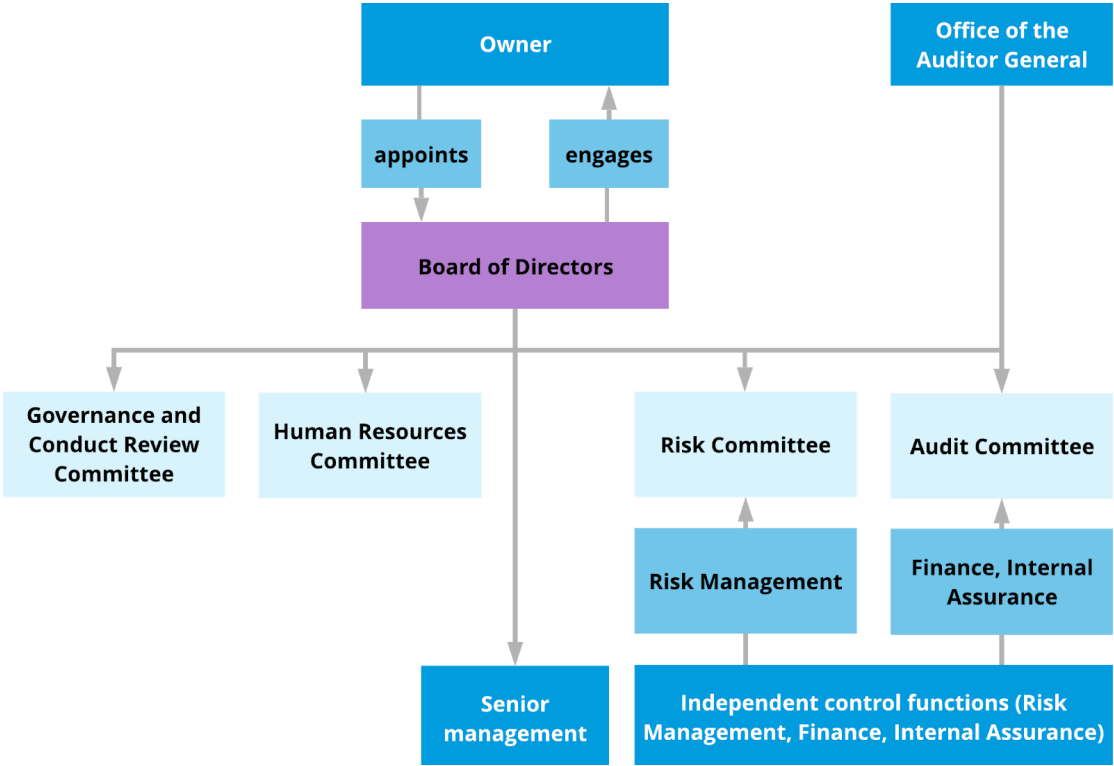 Owner
Office of the
Auditor General
appoints
engages
Board of Directors
Governance and
Conduct Review
Committee
Human Resources
Committee
Risk Committee
Audit Committee
Risk Management
Finance, Internal
Assurance
Senior
management
Independent control functions (Risk
Management, Finance, Internal Assurance)